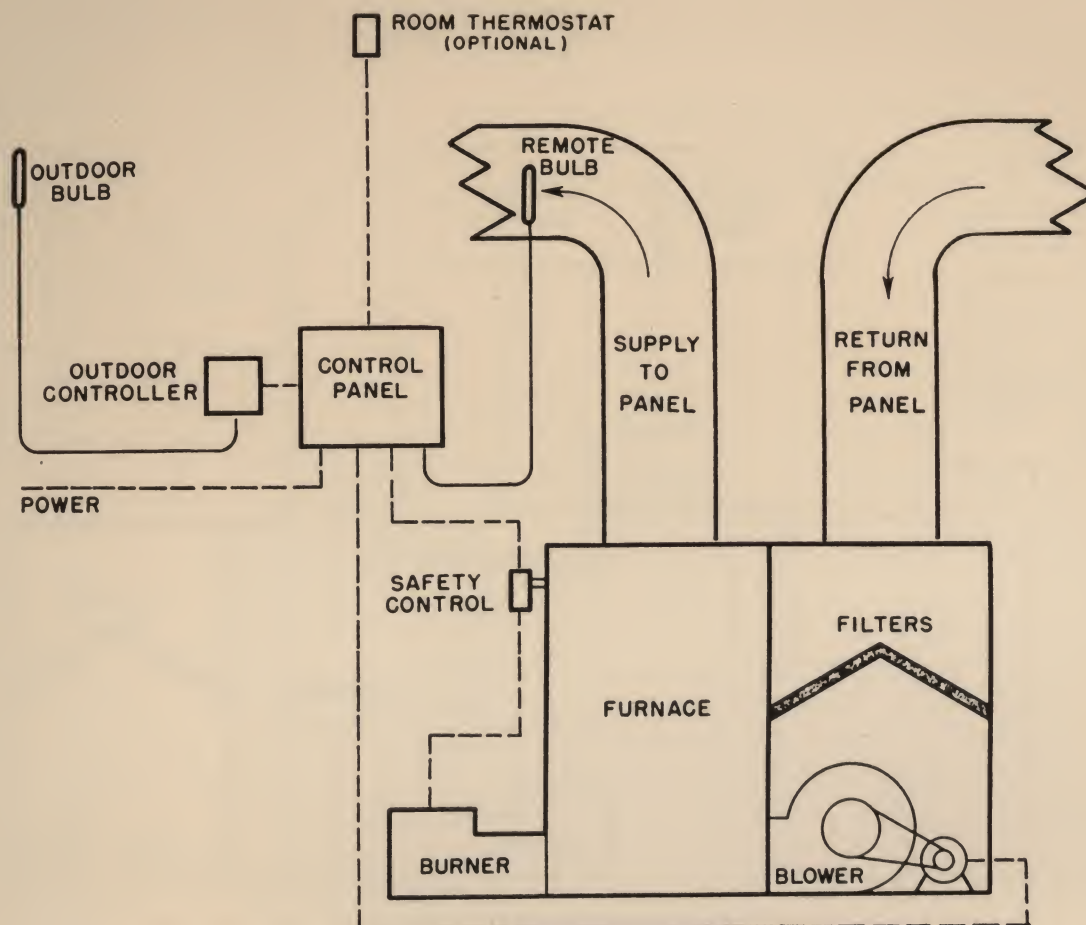 ROOM THERMOSTAT
(OPTIONAL)
OUTDOOR
BULB
REMOTE
BULB
OUTDOOR
CONTROLLER
CONTROL
PANEL
SUPPLY
TO
PANEL
RETURN
FROM
PANEL
POWER
SAFETY
CONTROL
FILTERS
FURNACE
BURNER
BLOWER